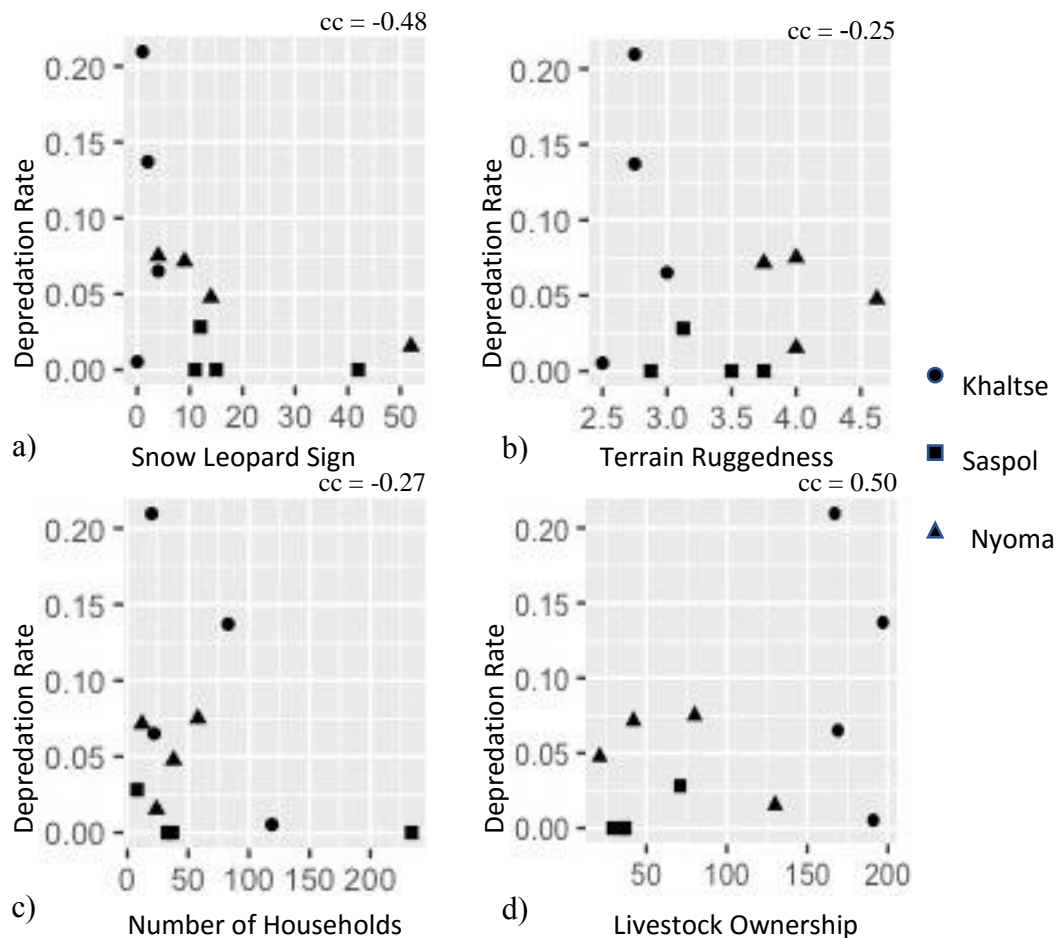 cc = -0.48
0.20
0.15
0.10
0.05
0.00
Depredation Rate
0 10 20 30 40 50
a)
Snow Leopard Sign
cc = -0.25
0.20
0.15
0.10
0.05
0.00
Depredation Rate
2.5 3.0 3.5 4.0 4.5
b)
Terrain Ruggedness
Khaltse
Saspol
Nyoma
cc = -0.27
0.20
0.15
0.10
0.05
0.00
Depredation Rate
0 50 100 150 200
c)
Number of Households
cc = 0.50
0.20
0.15
0.10
0.05
0.00
Depredation Rate
50 100 150 200
d)
Livestock Ownership